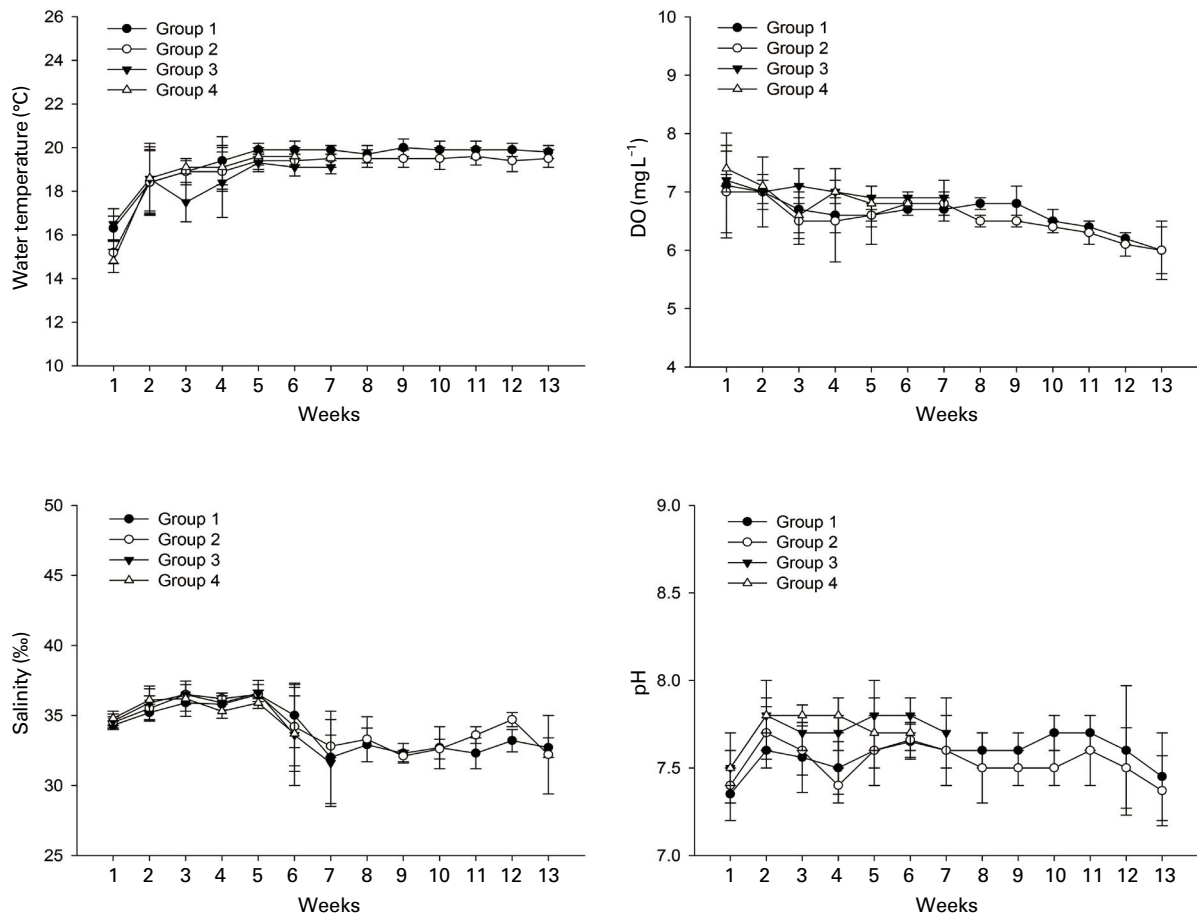 26
24
22
20
18
16
14
12
10
Water temperature (°C)
Group 1
Group 2
Group 3
Group 4
1 2 3 4 5 6 7 8 9 10 11 12 13
Weeks
10
9
8
7
6
5
4
DO (mg L⁻¹)
Group 1
Group 2
Group 3
Group 4
1 2 3 4 5 6 7 8 9 10 11 12 13
Weeks
50
45
40
35
30
25
Salinity (‰)
Group 1
Group 2
Group 3
Group 4
1 2 3 4 5 6 7 8 9 10 11 12 13
Weeks
9.0
8.5
8.0
7.5
7.0
pH
Group 1
Group 2
Group 3
Group 4
1 2 3 4 5 6 7 8 9 10 11 12 13
Weeks